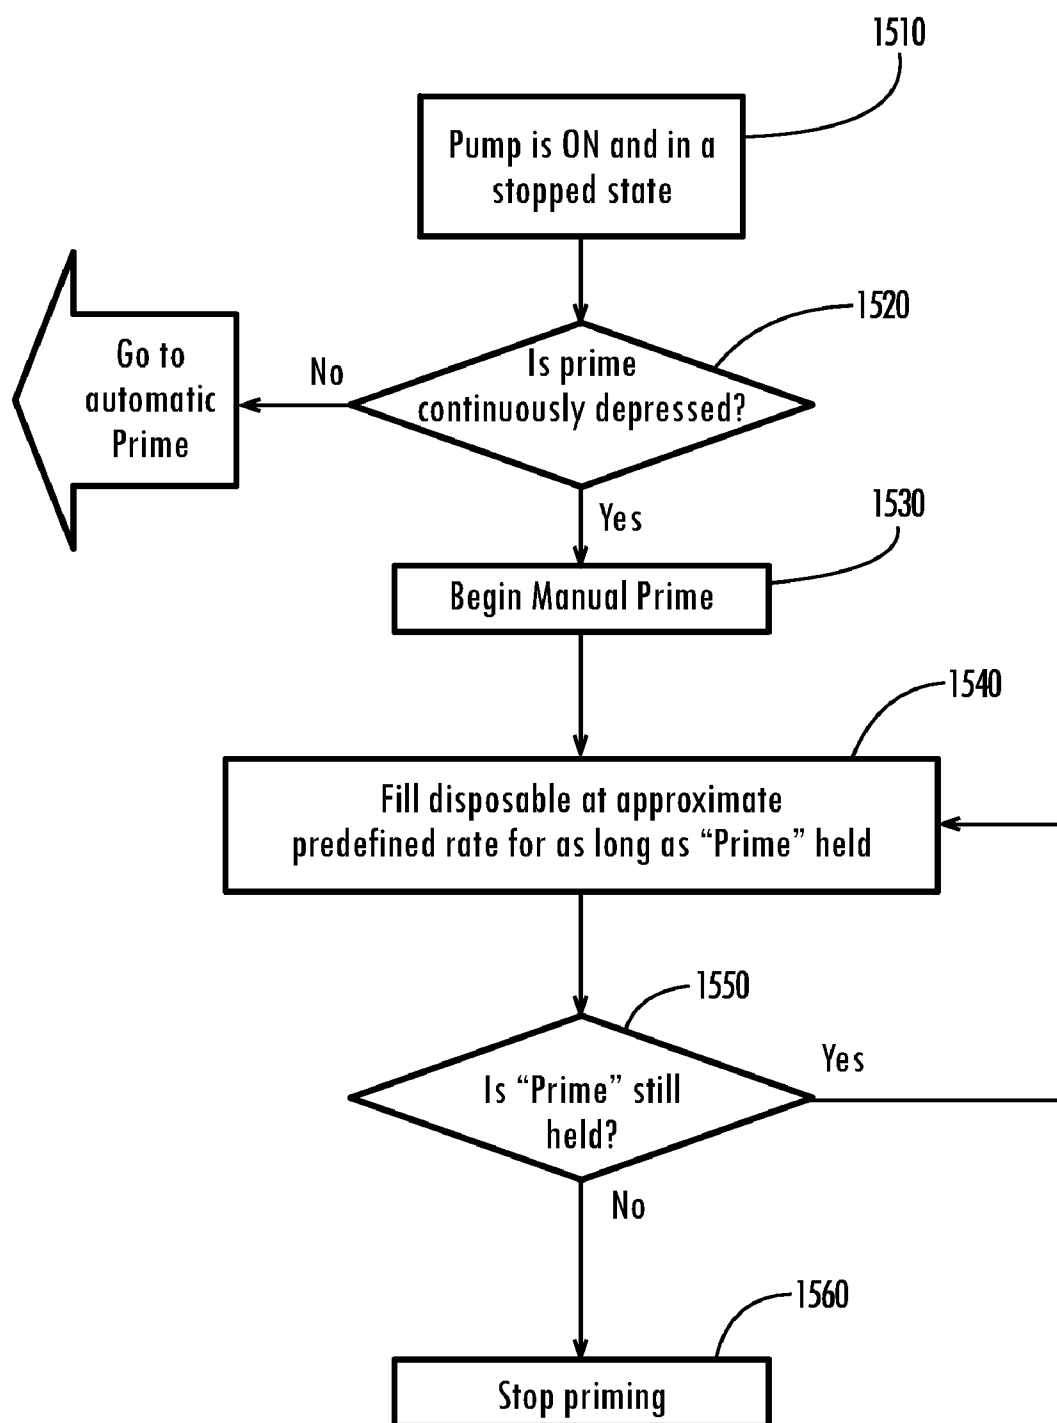 1510
Pump is ON and in a
stopped state
1520
Is prime
continuously depressed?
No
Go to
automatic
Prime
Yes
1530
Begin Manual Prime
1540
Fill disposable at approximate
predefined rate for as long as “Prime” held
1550
Yes
Is “Prime” still
held?
No
1560
Stop priming